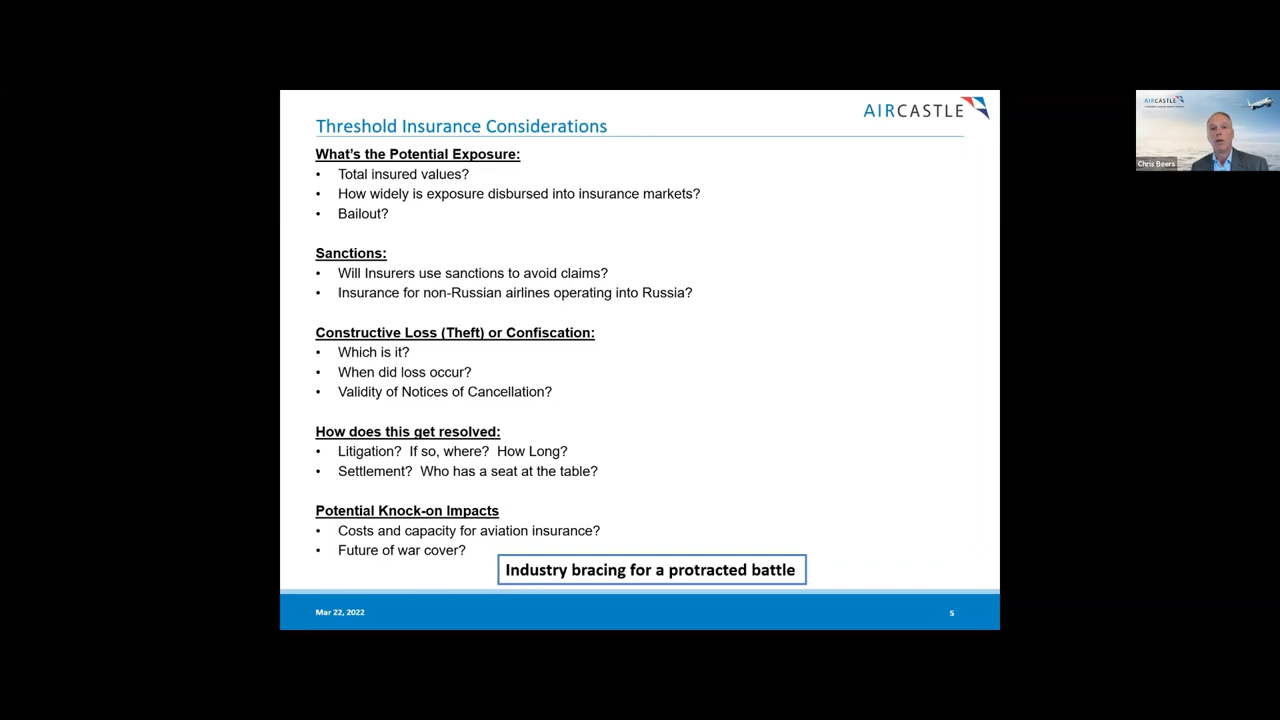 AIRCASTLE
Threshold Insurance Considerations
What's the Potential Exposure:
• Total insured values?
• How widely is exposure disbursed into insurance markets?
• Bailout?
Sanctions:
• Will Insurers use sanctions to avoid claims?
• Insurance for non-Russian airlines operating into Russia?
Constructive Loss (Theft) or Confiscation:
• Which is it?
• When did loss occur?
• Validity of Notices of Cancellation?
How does this get resolved:
• Litigation?  If so, where?  How Long?
• Settlement?  Who has a seat at the table?
Potential Knock-on Impacts
• Costs and capacity for aviation insurance?
• Future of war cover?
Industry bracing for a protracted battle
Mar 22, 2022
5
AIRCASTLE
Chris Beers